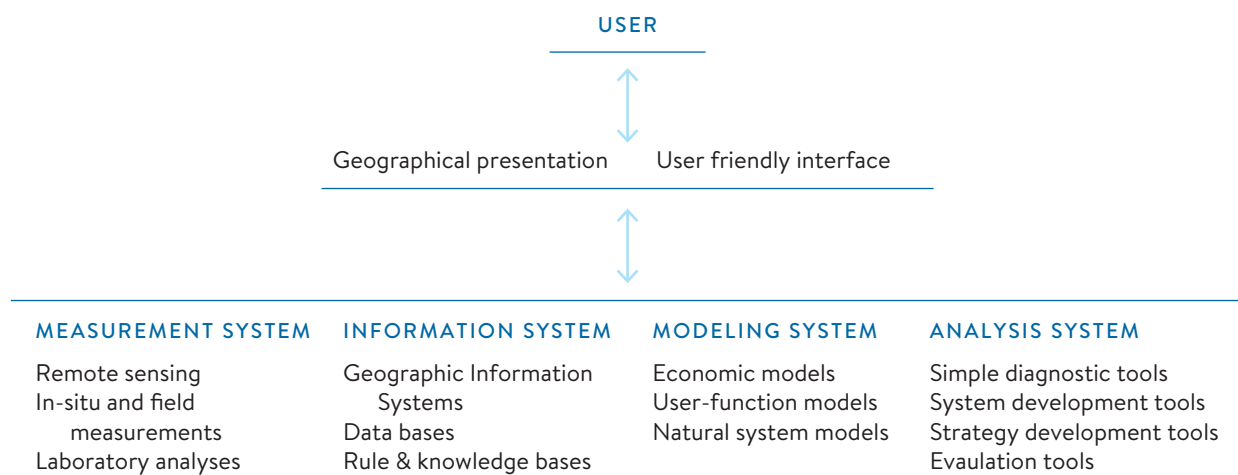 USER
Geographical presentation User friendly interface
MEASUREMENT SYSTEM
Remote sensing
In-situ and field
measurements
Laboratory analyses
INFORMATION SYSTEM
Geographic Information
Systems
Data bases
Rule & knowledge bases
MODELING SYSTEM
Economic models
User-function models
Natural system models
ANALYSIS SYSTEM
Simple diagnostic tools
System development tools
Strategy development tools
Evaulation tools